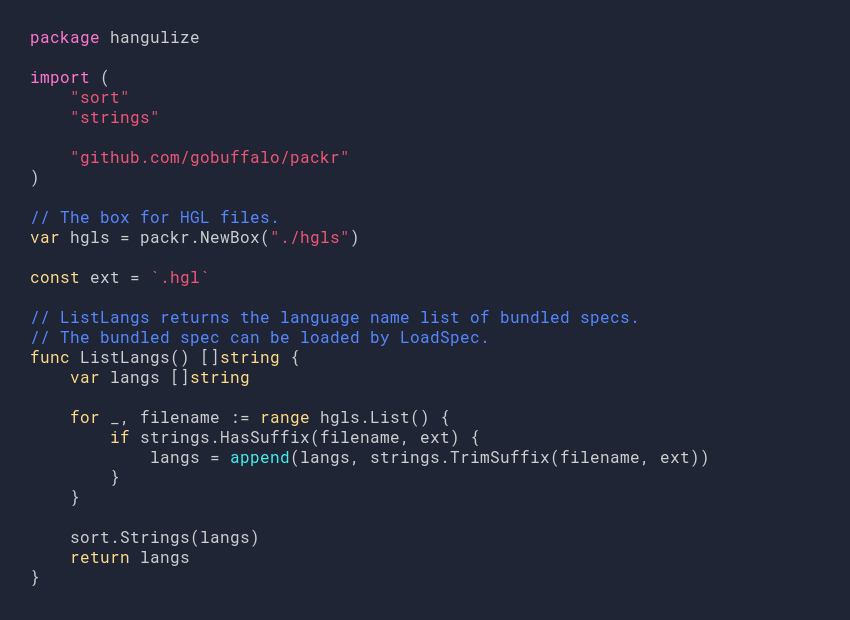 package hangulize

import (
    "sort"
    "strings"

    "github.com/gobuffalo/packr"
)

// The box for HGL files.
var hgls = packr.NewBox("./hgls")

const ext = `.hgl`

// ListLangs returns the language name list of bundled specs.
// The bundled spec can be loaded by LoadSpec.
func ListLangs() []string {
    var langs []string

    for _, filename := range hgls.List() {
        if strings.HasSuffix(filename, ext) {
            langs = append(langs, strings.TrimSuffix(filename, ext))
        }
    }

    sort.Strings(langs)
    return langs
}